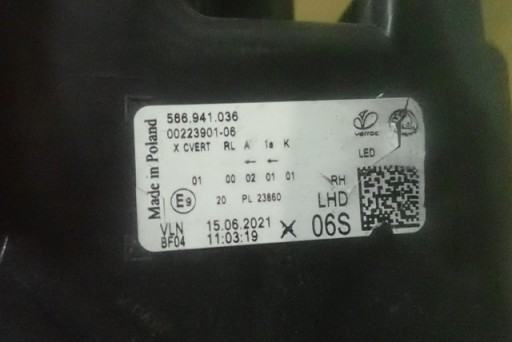 Made in Poland
566.941.036
00223901-06
X CVERT RL A 1a K
← ←
01 00 02 01 01
E9 20 PL 23860
VLN 15.06.2021
BF04 11:03:19 X
varroc
LED
RH
LHD
06S